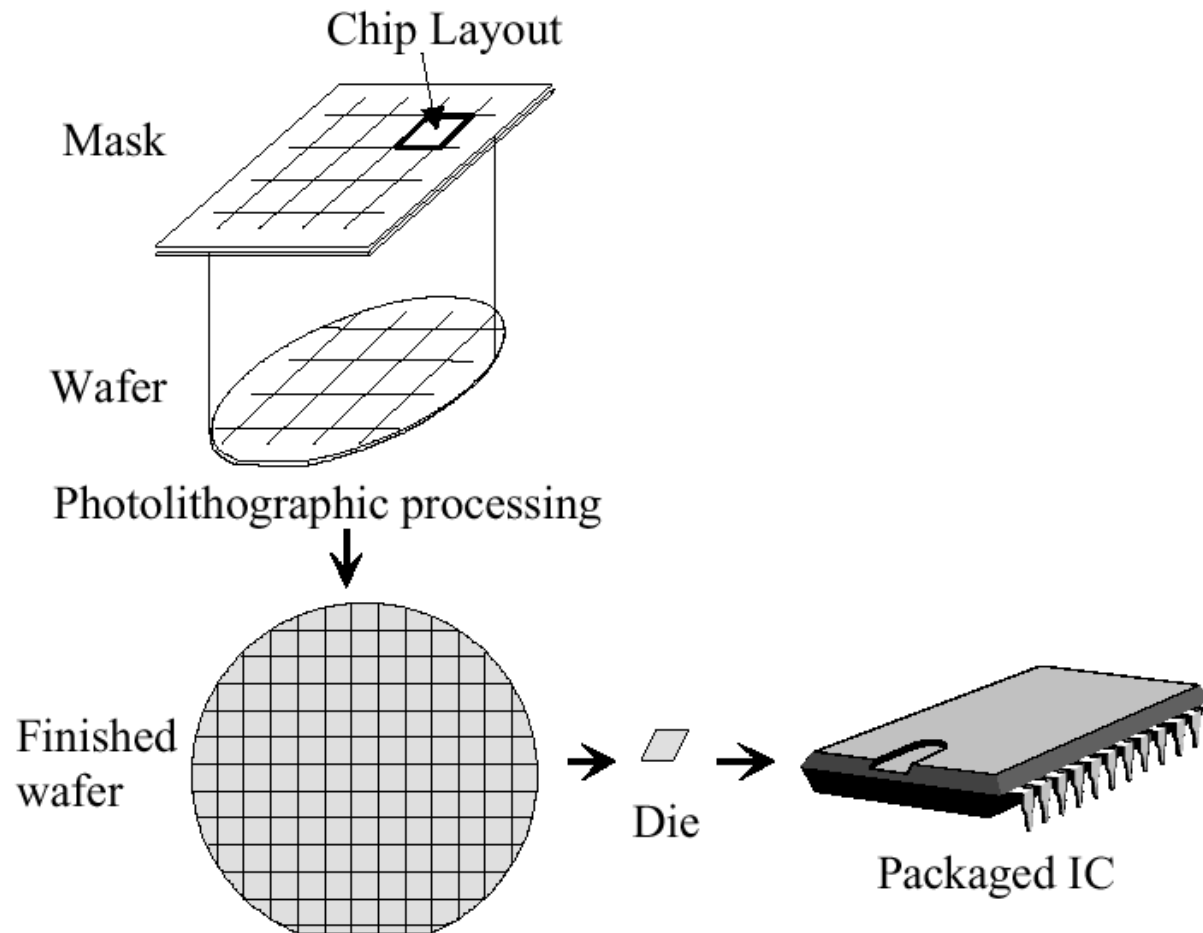 Chip Layout
Mask
Wafer
Photolithographic processing
Finished
wafer
Die
Packaged IC